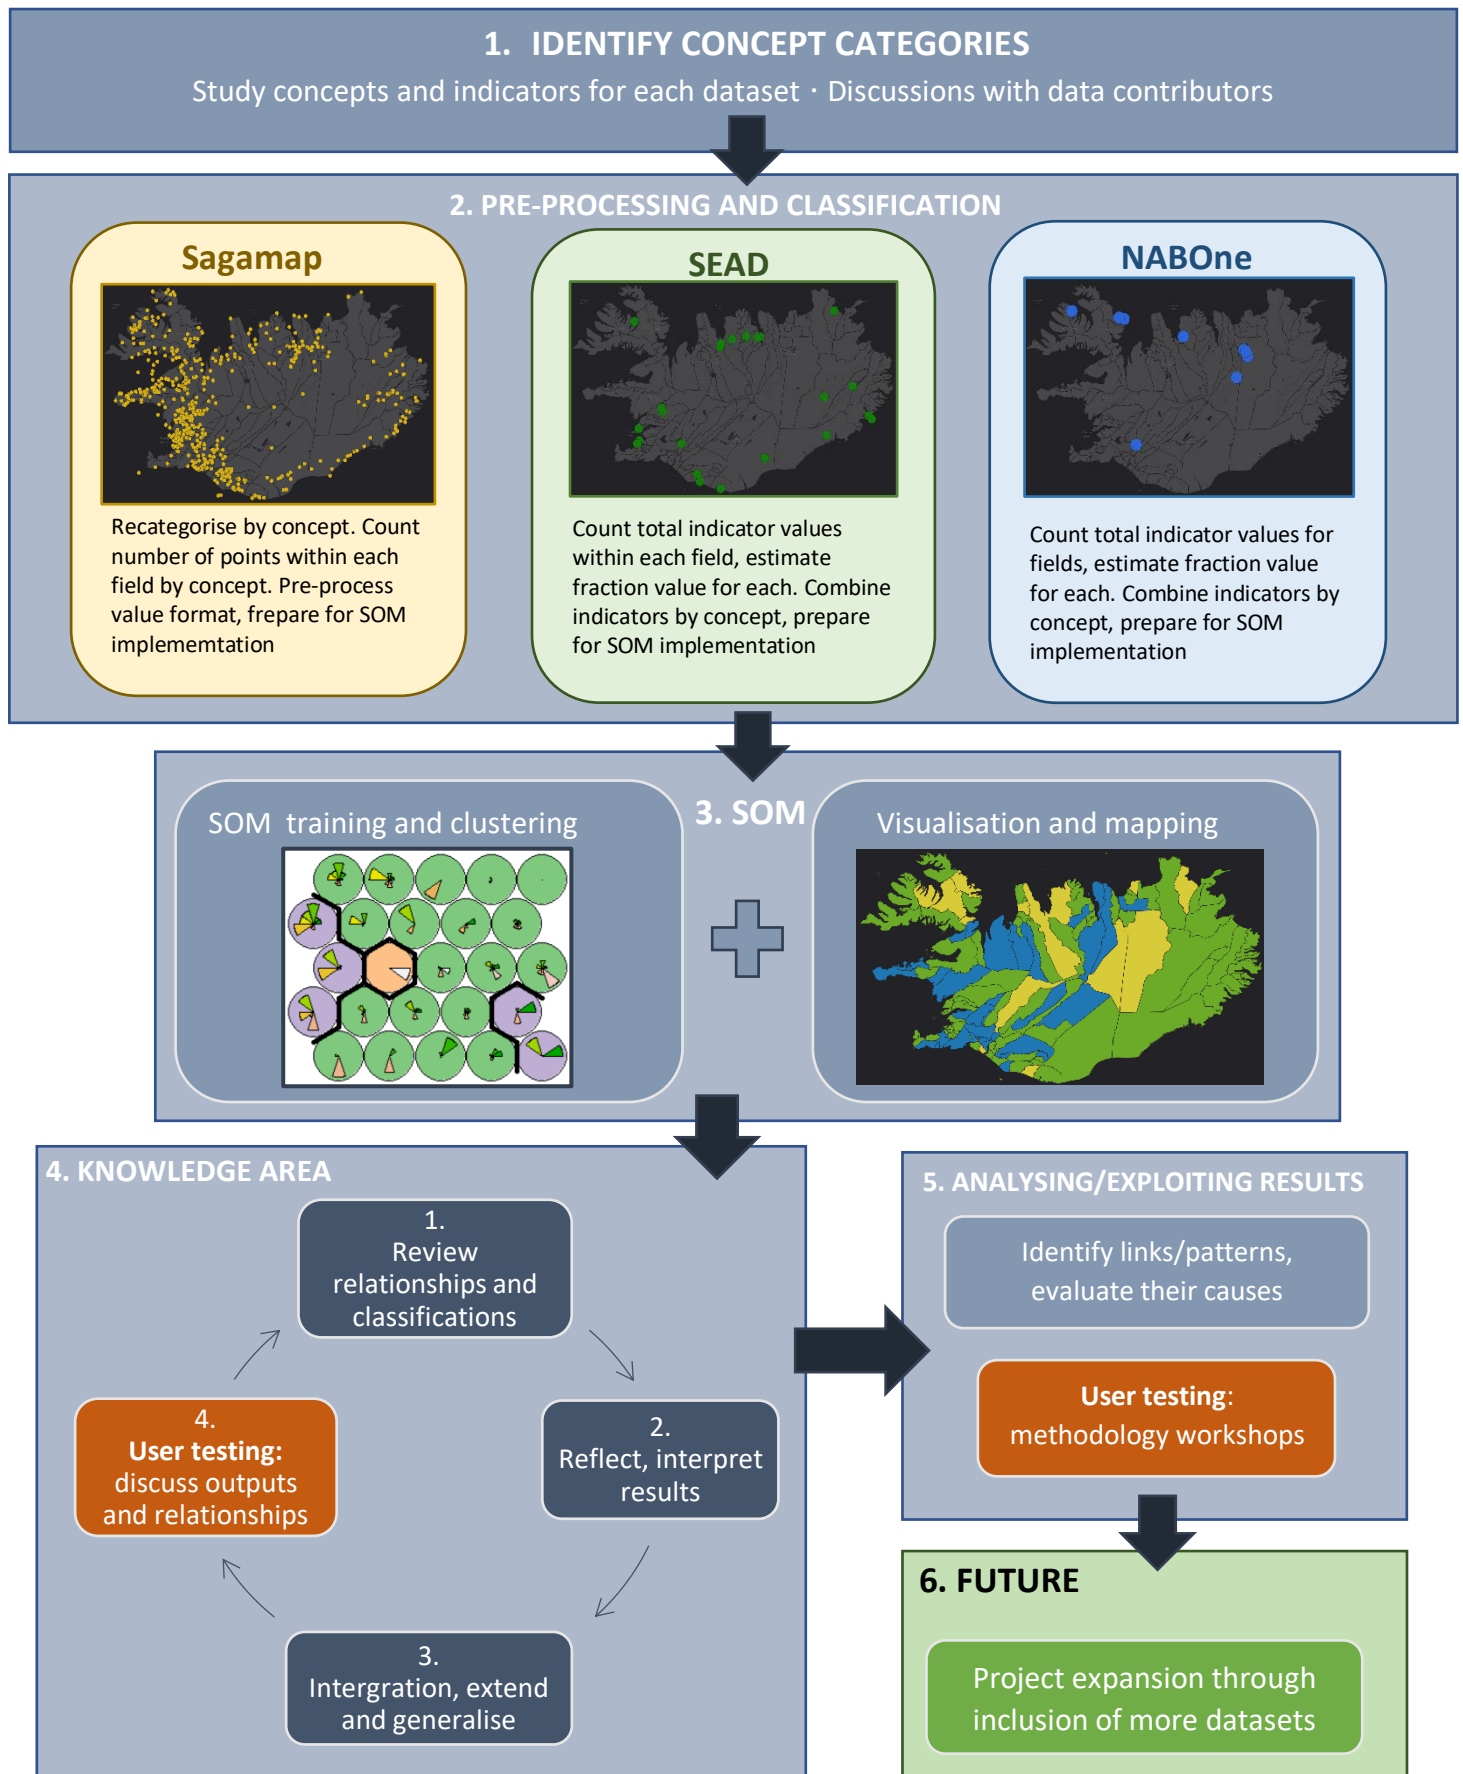 1. IDENTIFY CONCEPT CATEGORIES
Study concepts and indicators for each dataset · Discussions with data contributors
2. PRE-PROCESSING AND CLASSIFICATION
Sagamap
Recategorise by concept. Count
number of points within each
field by concept. Pre-process
value format, frepare for SOM
implememtation
SEAD
Count total indicator values
within each field, estimate
fraction value for each. Combine
indicators by concept, prepare
for SOM implementation
NABOne
Count total indicator values for
fields, estimate fraction value
for each. Combine indicators by
concept, prepare for SOM
implementation
3. SOM
SOM training and clustering
Visualisation and mapping
4. KNOWLEDGE AREA
1.
Review
relationships and
classifications
2.
Reflect, interpret
results
3.
Intergration, extend
and generalise
4.
User testing:
discuss outputs
and relationships
5. ANALYSING/EXPLOITING RESULTS
Identify links/patterns,
evaluate their causes
User testing:
methodology workshops
6. FUTURE
Project expansion through
inclusion of more datasets